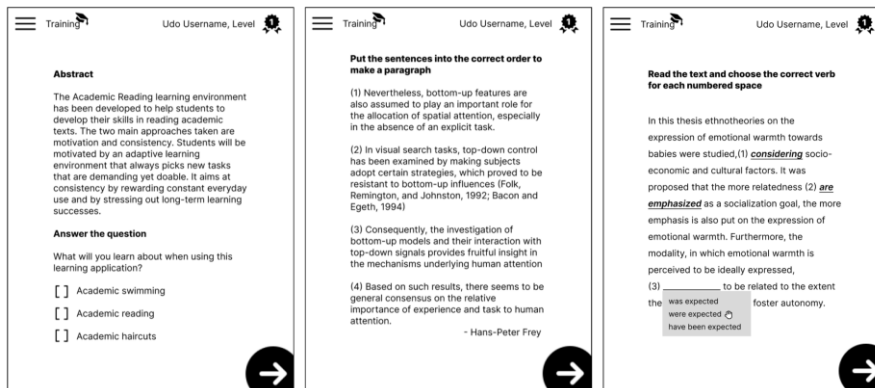 Training
Udo Username, Level
1
Abstract
The Academic Reading learning environment
has been developed to help students to
develop their skills in reading academic
texts. The two main approaches taken are
motivation and consistency. Students will be
motivated by an adaptive learning
environment that always picks new tasks
that are demanding yet doable. It aims at
consistency by rewarding constant everyday
use and by stressing out long-term learning
successes.
Answer the question
What will you learn about when using this
learning application?
[ ] Academic swimming
[ ] Academic reading
[ ] Academic haircuts
Training
Udo Username, Level
1
Put the sentences into the correct order to
make a paragraph
(1) Nevertheless, bottom-up features are
also assumed to play an important role for
the allocation of spatial attention, especially
in the absence of an explicit task.
(2) In visual search tasks, top-down control
has been examined by making subjects
adopt certain strategies, which proved to be
resistant to bottom-up influences (Folk,
Remington, and Johnston, 1992; Bacon and
Egeth, 1994)
(3) Consequently, the investigation of
bottom-up models and their interaction with
top-down signals provides fruitful insight in
the mechanisms underlying human attention
(4) Based on such results, there seems to be
general consensus on the relative
importance of experience and task to human
attention.
- Hans-Peter Frey
Training
Udo Username, Level
1
Read the text and choose the correct verb
for each numbered space
In this thesis ethnotheories on the
expression of emotional warmth towards
babies were studied,(1) considering socio-
economic and cultural factors. It was
proposed that the more relatedness (2) are
emphasized as a socialization goal, the more
emphasis is also put on the expression of
emotional warmth. Furthermore, the
modality, in which emotional warmth is
perceived to be ideally expressed,
(3) ____________ to be related to the extent
the foster autonomy.
was expected
were expected
have been expected